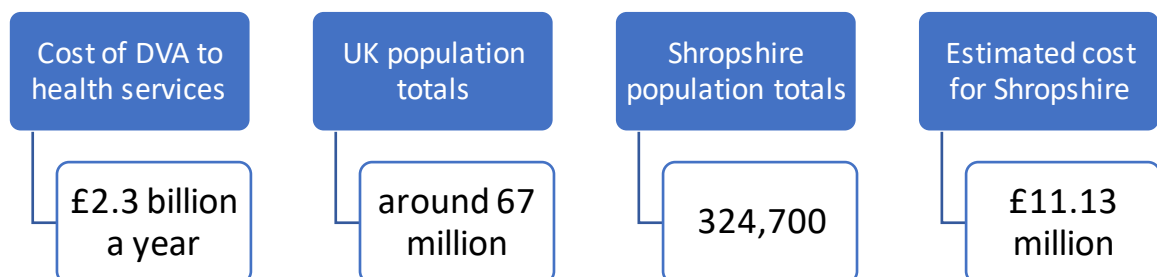 Cost of DVA to
health services
£2.3 billion
a year
UK population
totals
around 67
million
Shropshire
population totals
324,700
Estimated cost
for Shropshire
£11.13
million